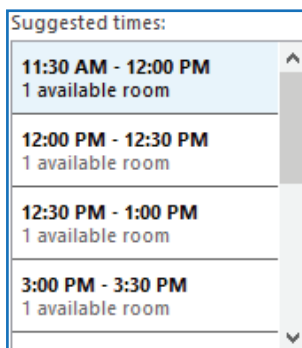 Suggested times:
11:30 AM - 12:00 PM
1 available room
12:00 PM - 12:30 PM
1 available room
12:30 PM - 1:00 PM
1 available room
3:00 PM - 3:30 PM
1 available room